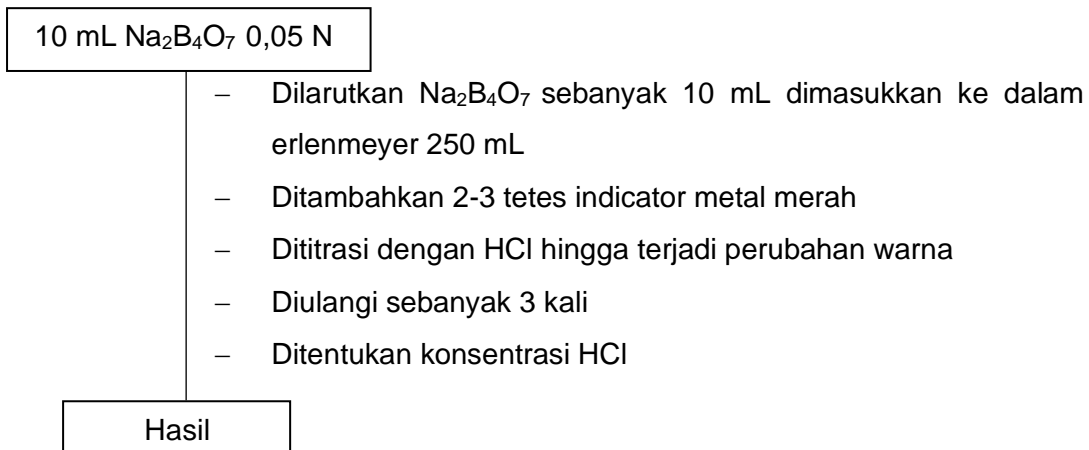 10 mL Na₂B₄O₇ 0,05 N
– Dilarutkan Na₂B₄O₇ sebanyak 10 mL dimasukkan ke dalam
erlenmeyer 250 mL
– Ditambahkan 2-3 tetes indicator metal merah
– Dititrasi dengan HCl hingga terjadi perubahan warna
– Diulangi sebanyak 3 kali
– Ditentukan konsentrasi HCl
Hasil